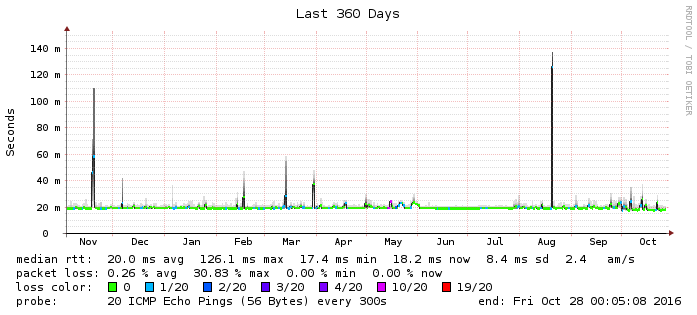 Last 360 Days
RRDTOOL / TOBI OETIKER
Seconds
140 m
120 m
100 m
80 m
60 m
40 m
20 m
0
Nov Dec Jan Feb Mar Apr May Jun Jul Aug Sep Oct
median rtt: 20.0 ms avg 126.1 ms max 17.4 ms min 18.2 ms now 8.4 ms sd 2.4 am/s
packet loss: 0.26 % avg 30.83 % max 0.00 % min 0.00 % now
loss color: 0 1/20 2/20 3/20 4/20 10/20 19/20
probe: 20 ICMP Echo Pings (56 Bytes) every 300s end: Fri Oct 28 00:05:08 2016